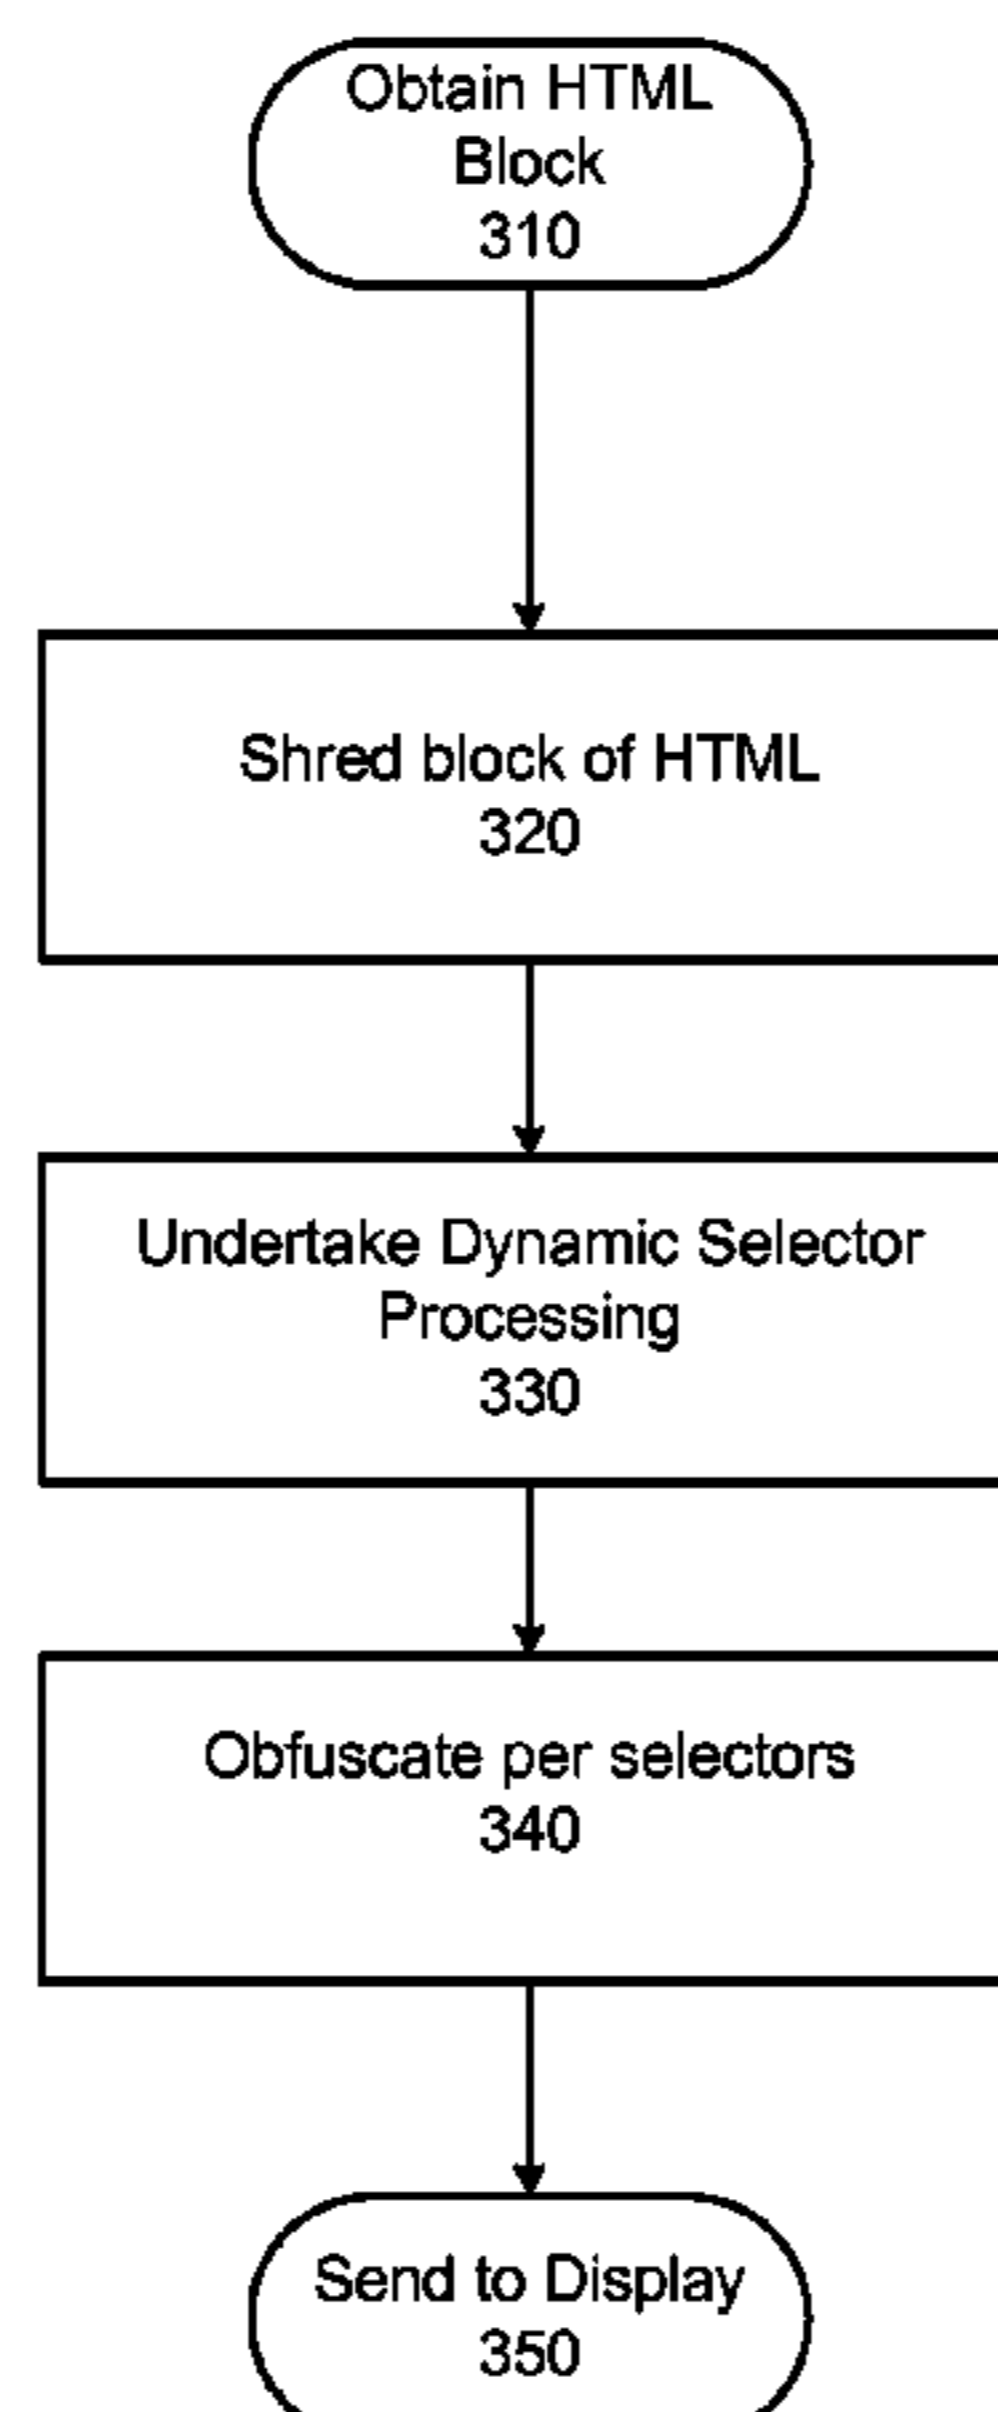 Obtain HTML
Block
310
Shred block of HTML
320
Undertake Dynamic Selector
Processing
330
Obfuscate per selectors
340
Send to Display
350